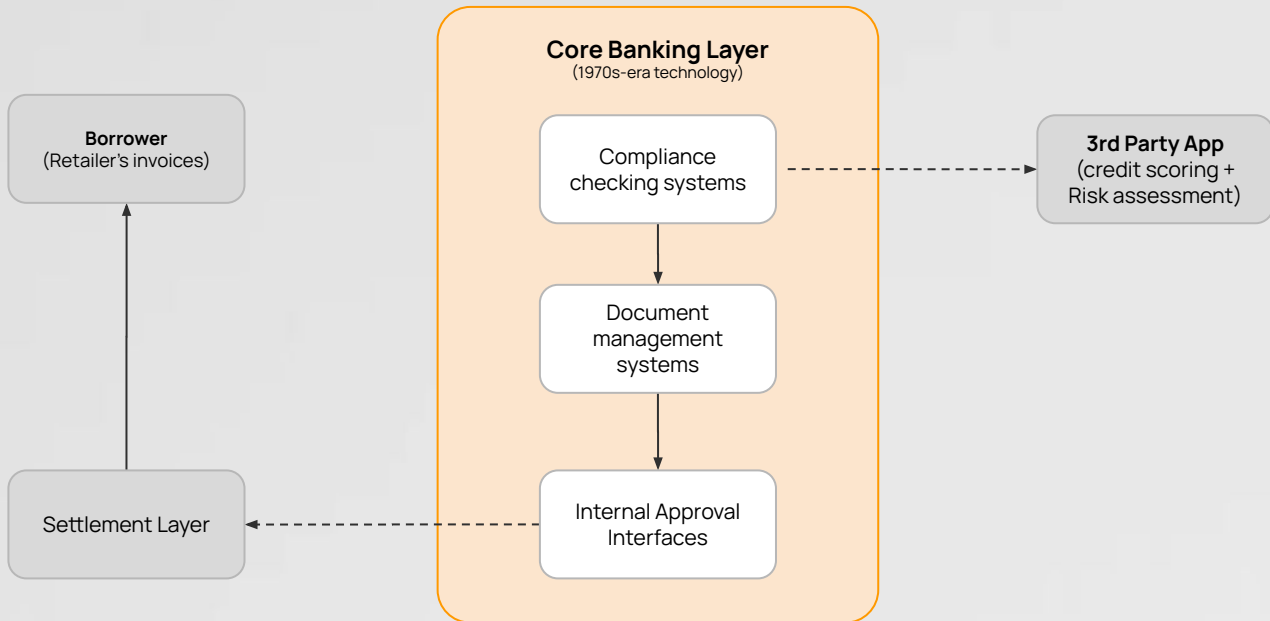 Core Banking Layer
(1970s-era technology)
Borrower
(Retailer's invoices)
Compliance
checking systems
3rd Party App
(credit scoring +
Risk assessment)
Document
management
systems
Settlement Layer
Internal Approval
Interfaces